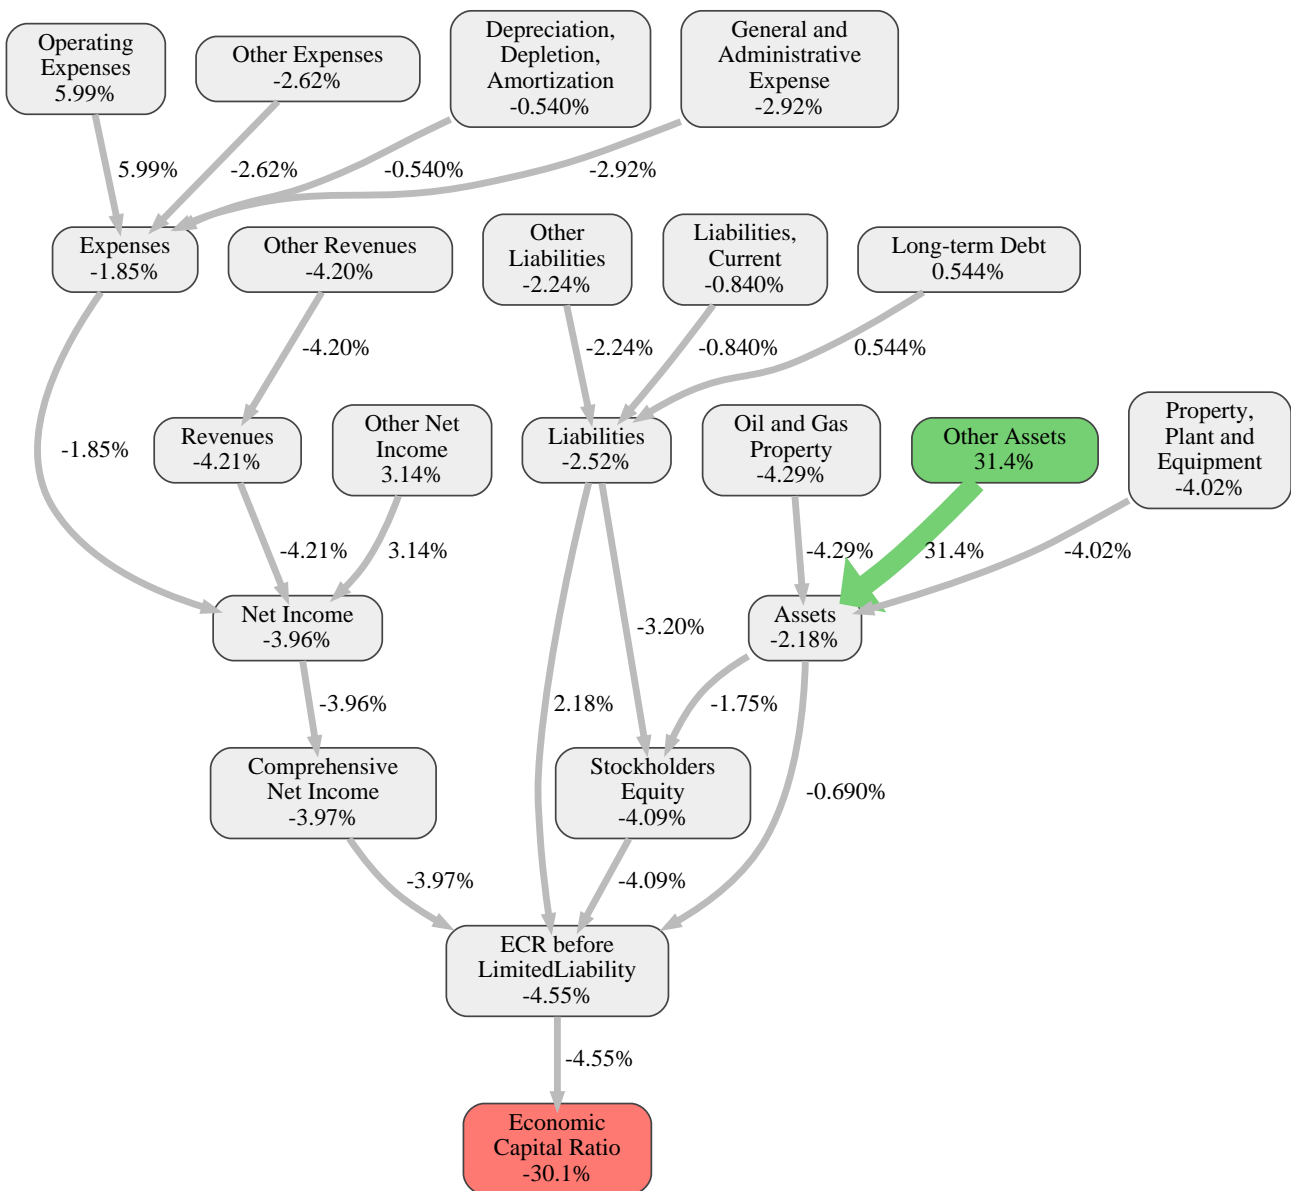 Operating
Expenses
5.99%
Other Expenses
-2.62%
Depreciation,
Depletion,
Amortization
-0.540%
General and
Administrative
Expense
-2.92%
5.99%
-2.62%
-0.540%
-2.92%
Expenses
-1.85%
Other Revenues
-4.20%
Other
Liabilities
-2.24%
Liabilities,
Current
-0.840%
Long-term Debt
0.544%
-4.20%
-2.24%
-0.840%
0.544%
-1.85%
Revenues
-4.21%
Other Net
Income
3.14%
Liabilities
-2.52%
Oil and Gas
Property
-4.29%
Other Assets
31.4%
Property,
Plant and
Equipment
-4.02%
-4.21%
3.14%
-4.29%
31.4%
-4.02%
Net Income
-3.96%
-3.20%
Assets
-2.18%
-3.96%
2.18%
-1.75%
Comprehensive
Net Income
-3.97%
Stockholders
Equity
-4.09%
-0.690%
-3.97%
-4.09%
ECR before
LimitedLiability
-4.55%
-4.55%
Economic
Capital Ratio
-30.1%